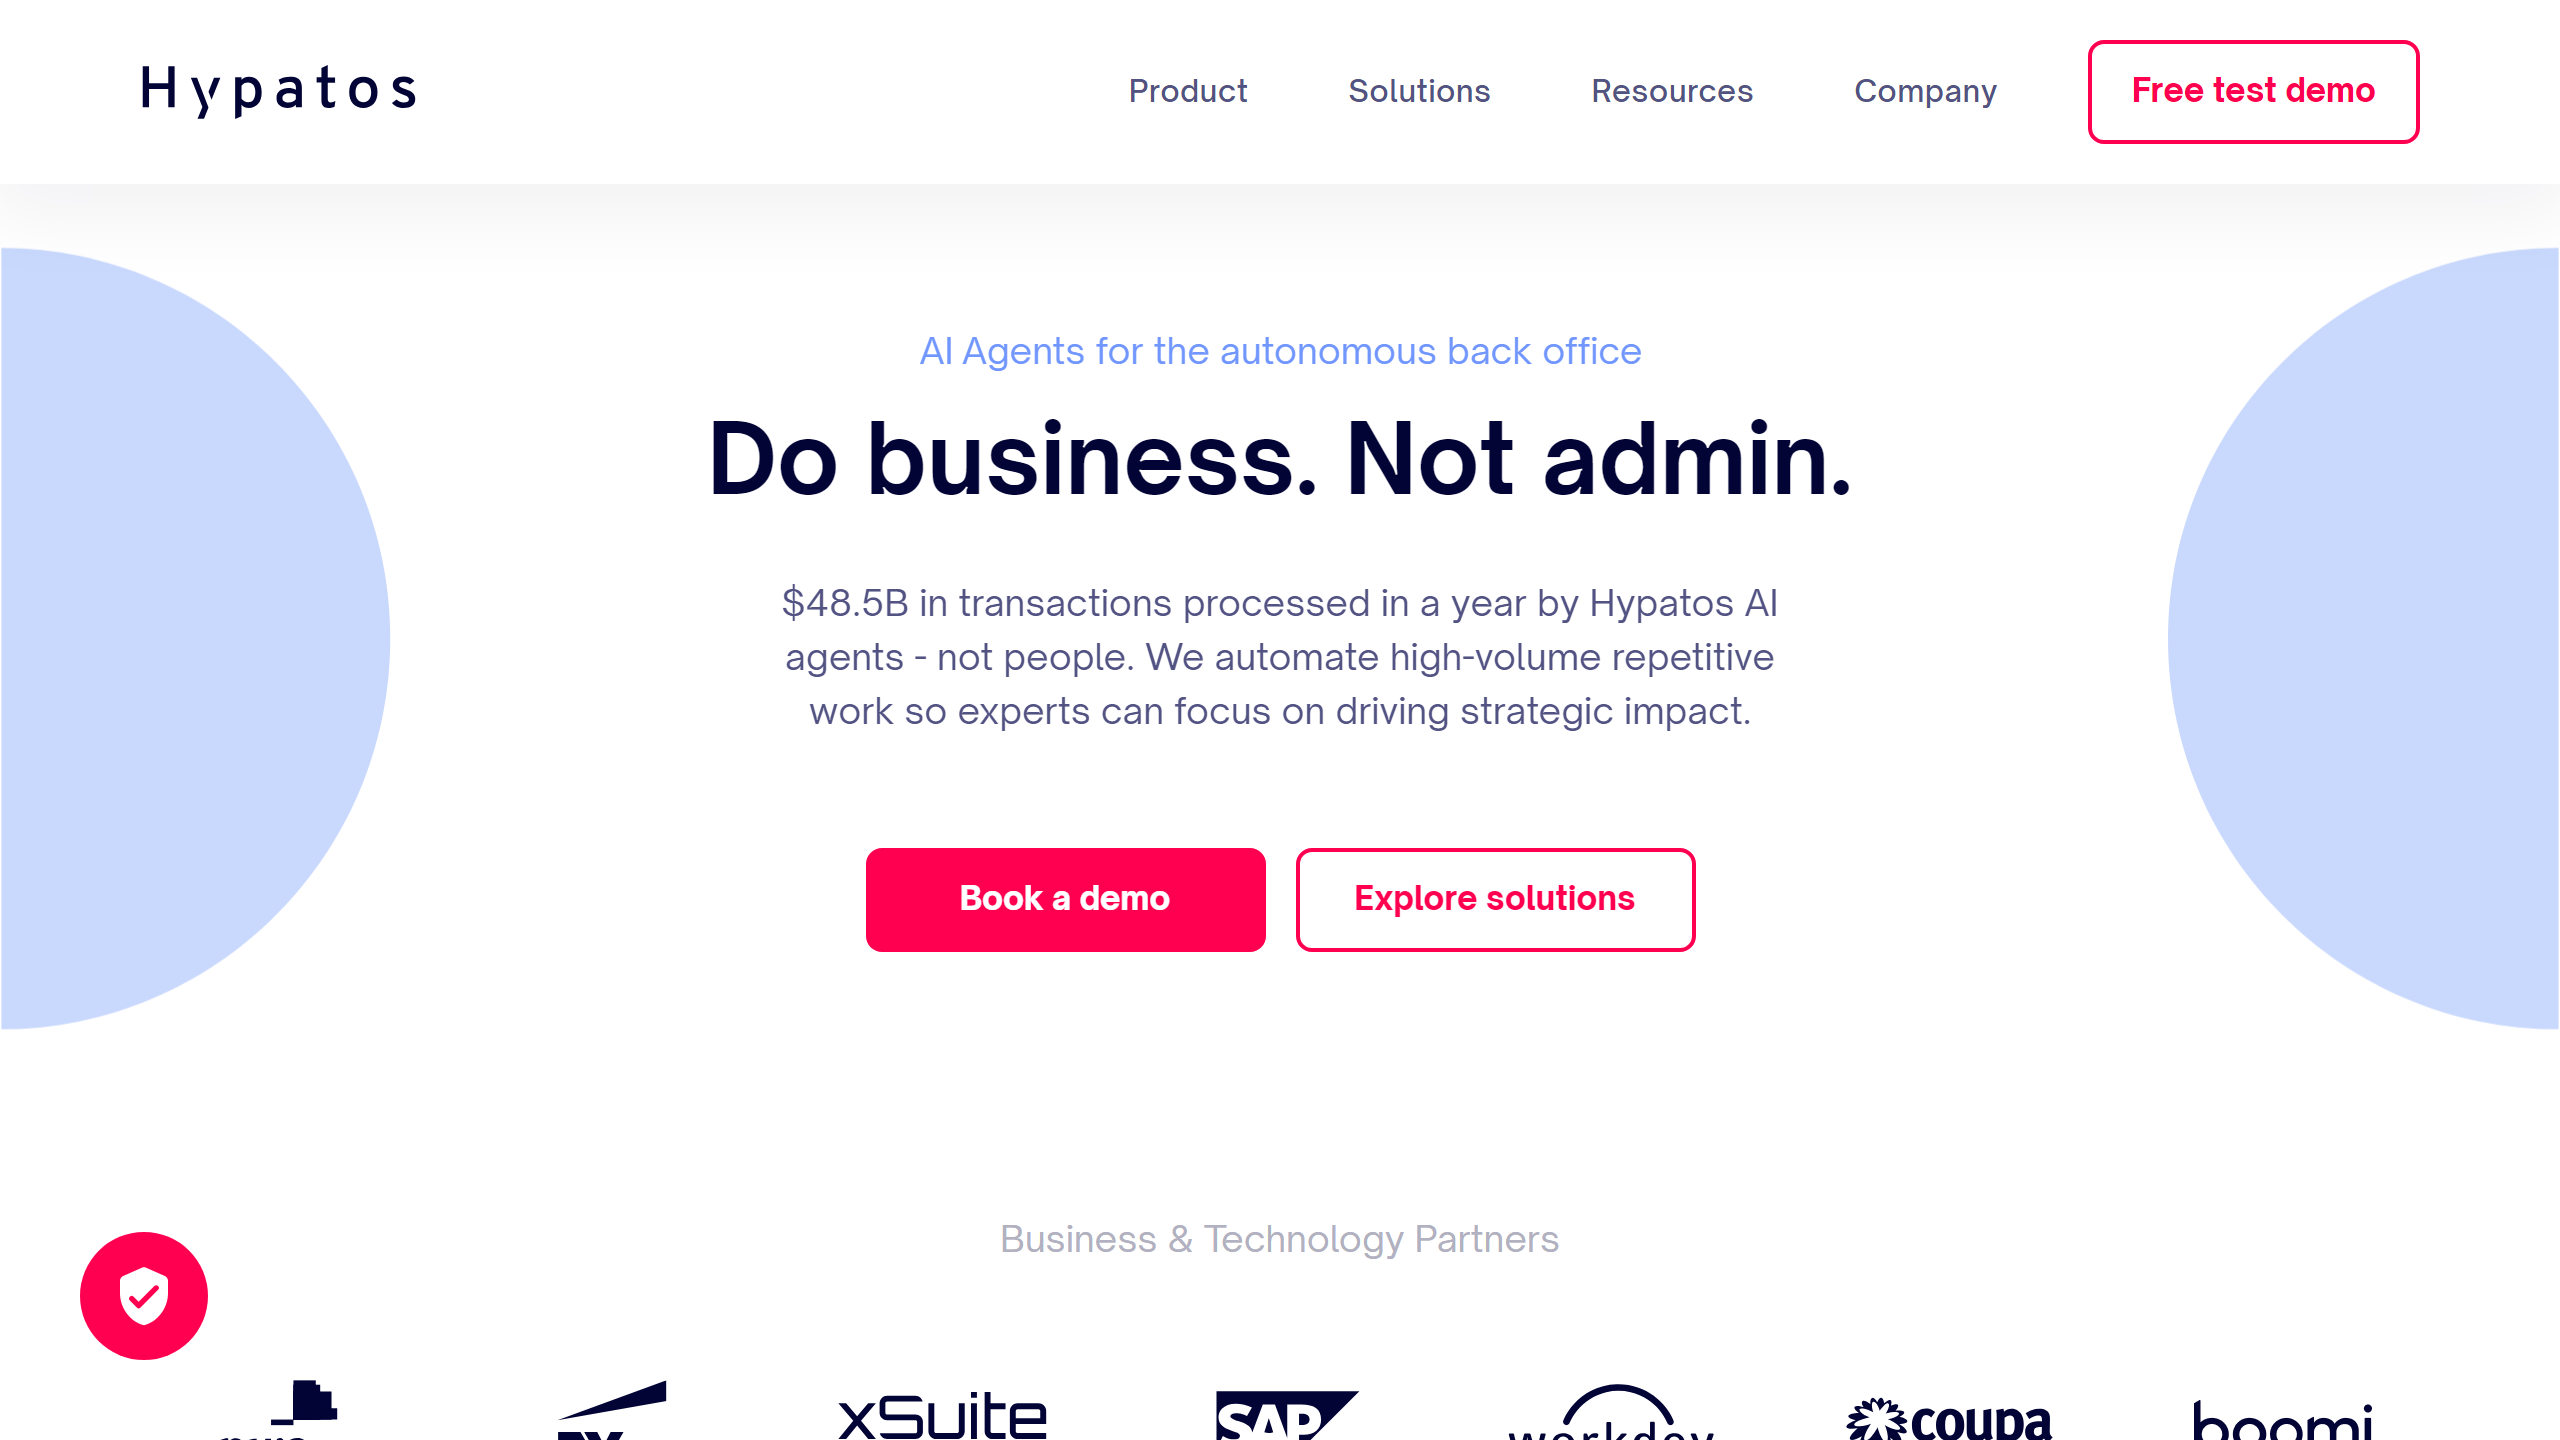 Hypatos
Product
Solutions
Resources
Company
Free test demo
AI Agents for the autonomous back office
Do business. Not admin.
$48.5B in transactions processed in a year by Hypatos AI
agents - not people. We automate high-volume repetitive
work so experts can focus on driving strategic impact.
Book a demo
Explore solutions
Business & Technology Partners
xSuite
SAP
workday
coupa
boomi